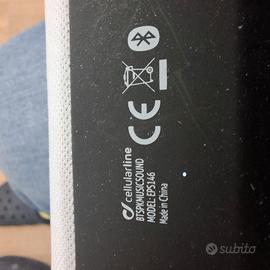 cellularline
BTSPKMUSICSOUND
MODEL: EPS146
Made in China
CE
subito